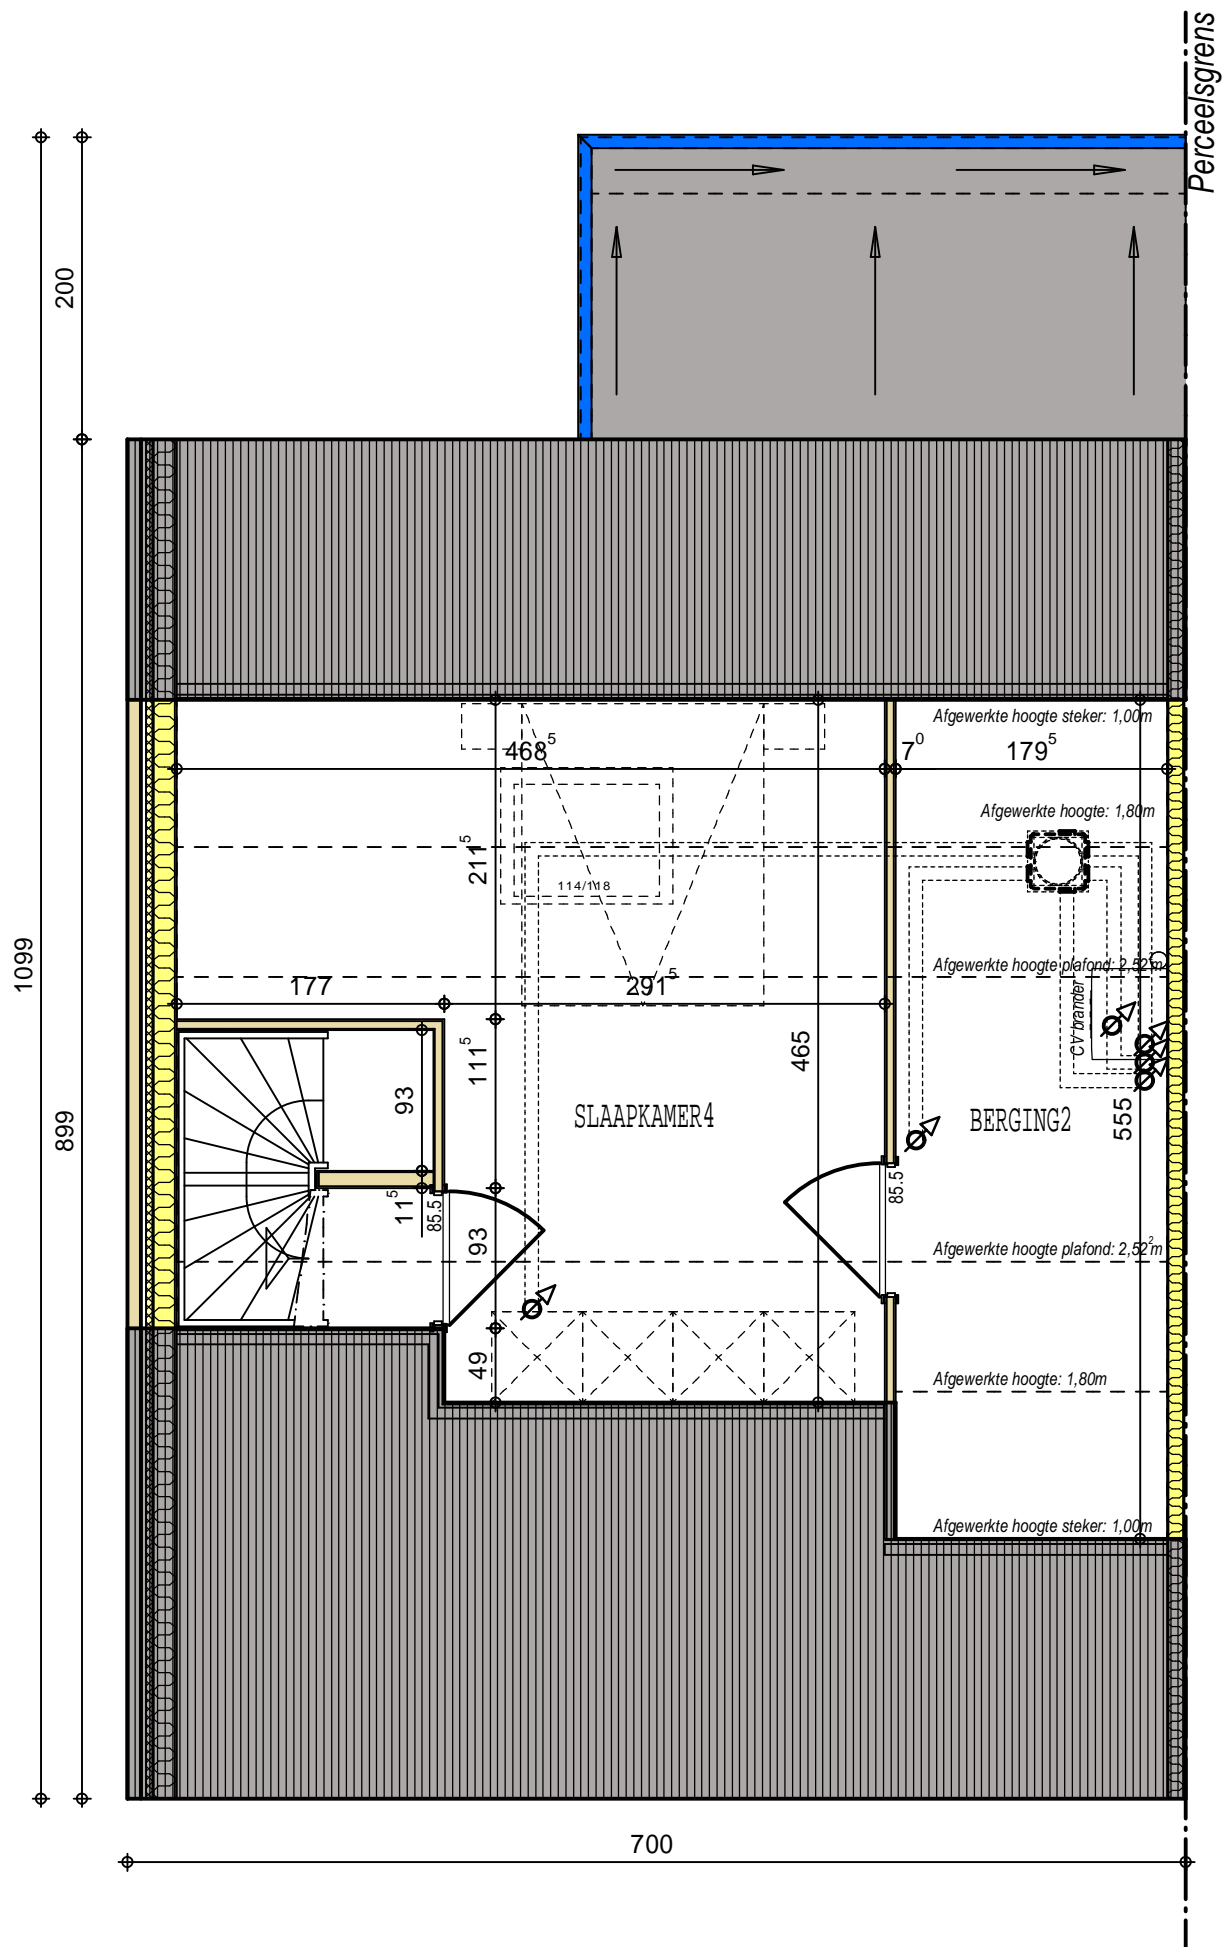 Perceelsgrens
200
1099
899
Afgewerkte hoogte steker: 1,00m
468⁵
7⁰
179⁵
Afgewerkte hoogte: 1,80m
211⁵
114/118
Afgewerkte hoogte plafond: 2,52²m
177
291⁵
CV brander
111⁵
465
93
SLAAPKAMER4
BERGING2
555
85.5
11⁵
85.5
93
Afgewerkte hoogte plafond: 2,52²m
49
Afgewerkte hoogte: 1,80m
Afgewerkte hoogte steker: 1,00m
700